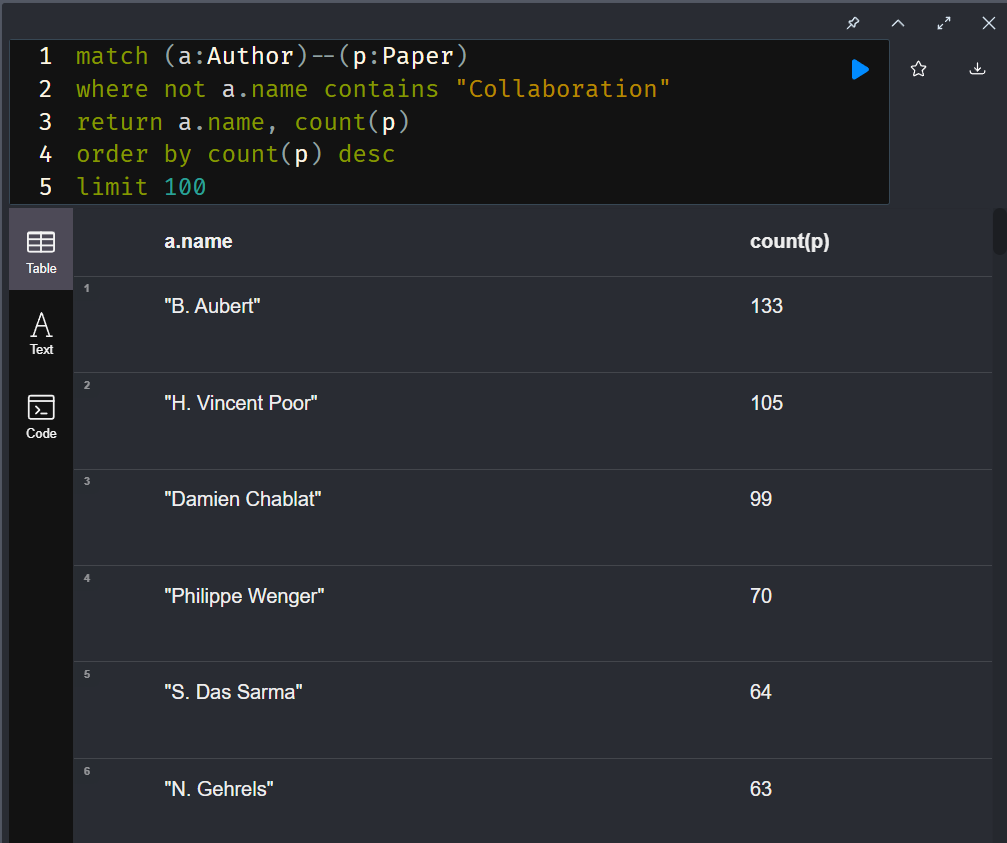 1 match (a:Author)--(p:Paper)
2 where not a.name contains "Collaboration"
3 return a.name, count(p)
4 order by count(p) desc
5 limit 100
Table
Text
Code
a.name count(p)
1
"B. Aubert" 133
2
"H. Vincent Poor" 105
3
"Damien Chablat" 99
4
"Philippe Wenger" 70
5
"S. Das Sarma" 64
6
"N. Gehrels" 63